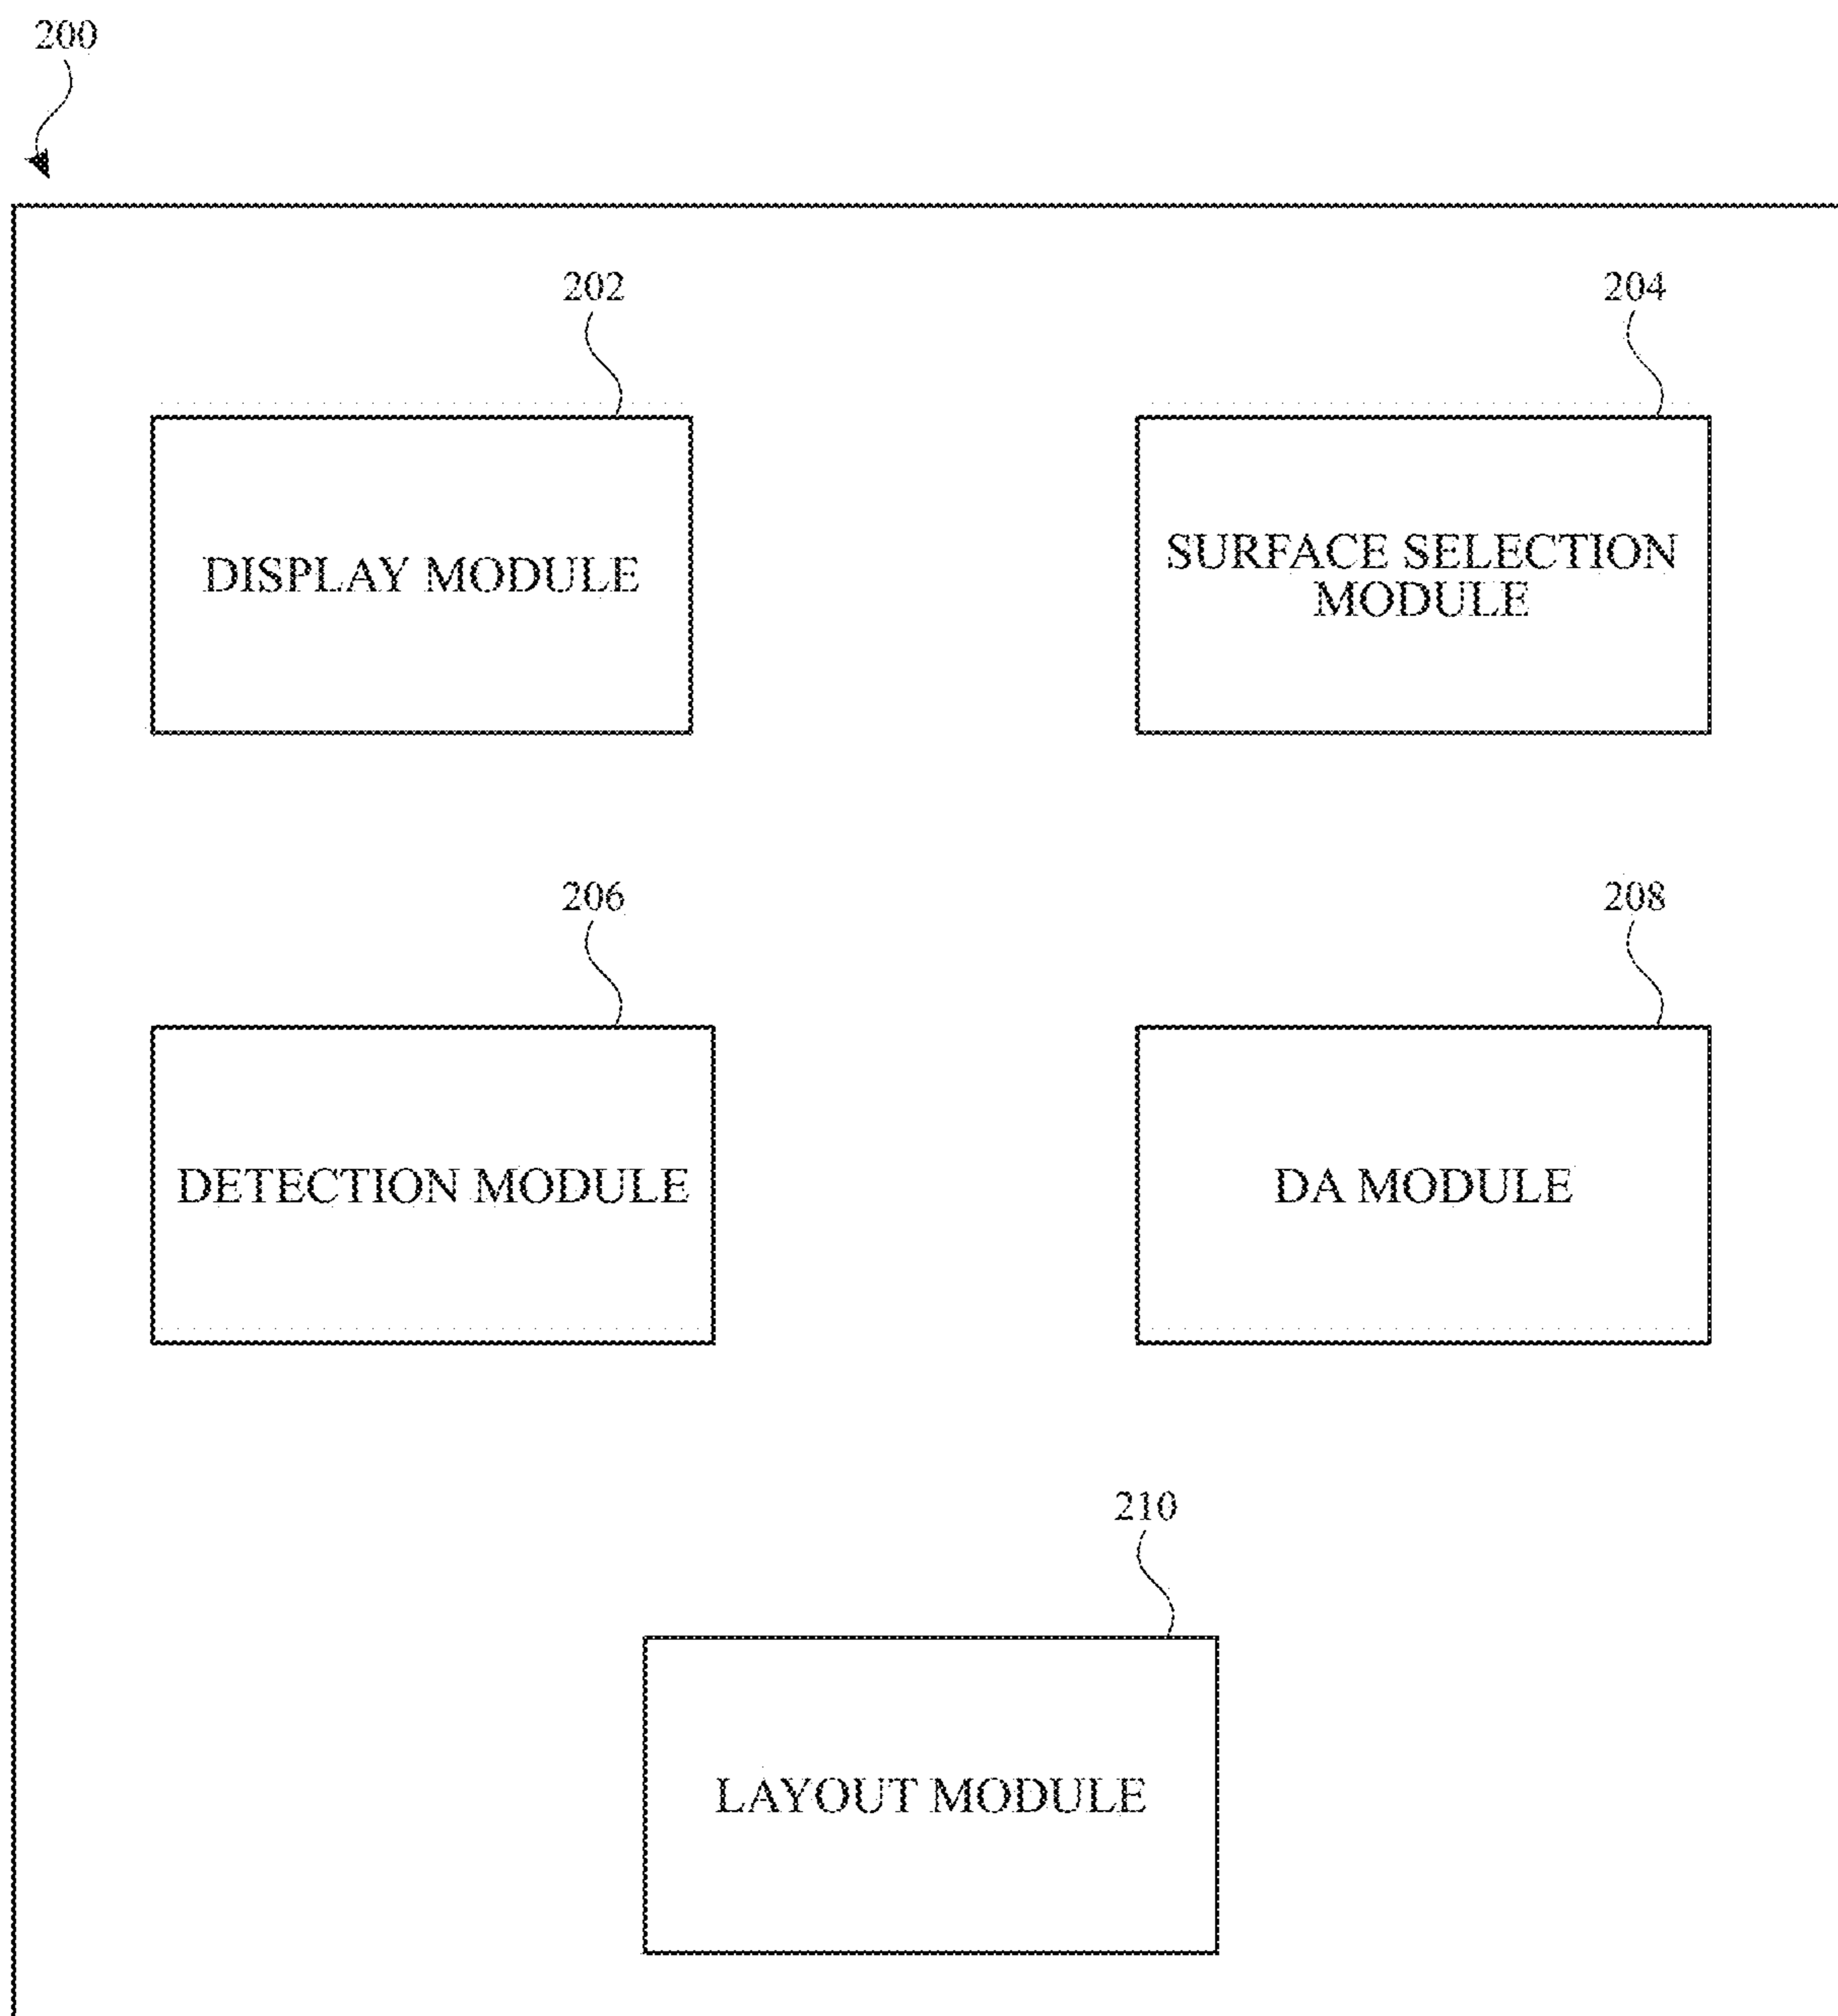 200
202
204
DISPLAY MODULE
SURFACE SELECTION
MODULE
206
208
DETECTION MODULE
DA MODULE
210
LAYOUT MODULE